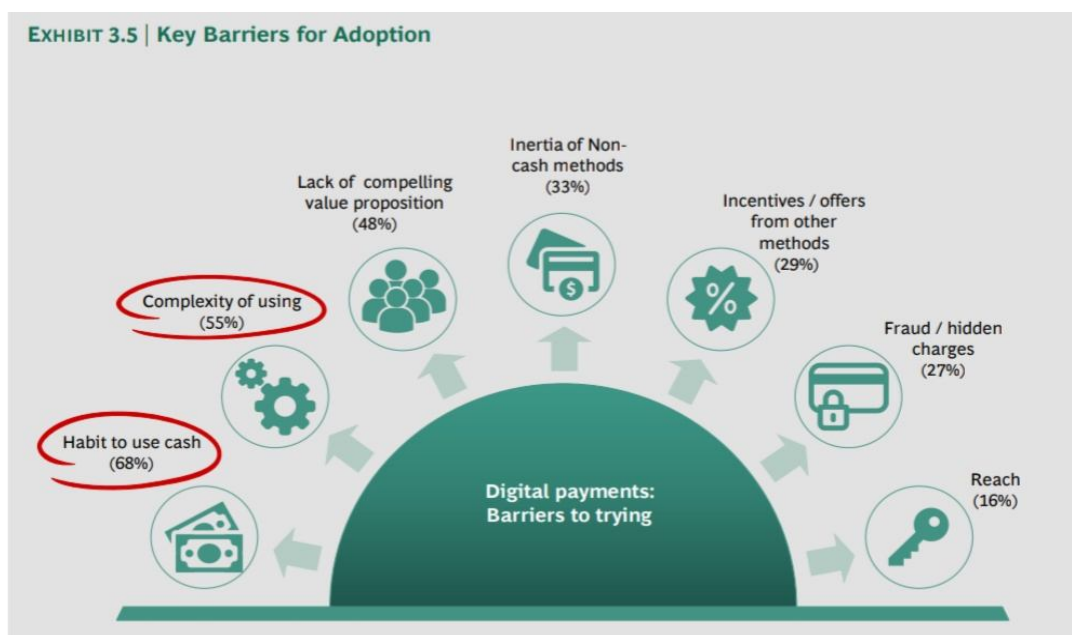 EXHIBIT 3.5 | Key Barriers for Adoption
Inertia of Non-
cash methods
(33%)
Lack of compelling
value proposition
(48%)
Incentives / offers
from other
methods
(29%)
Complexity of using
(55%)
Fraud / hidden
charges
(27%)
Habit to use cash
(68%)
Reach
(16%)
Digital payments:
Barriers to trying
%
$